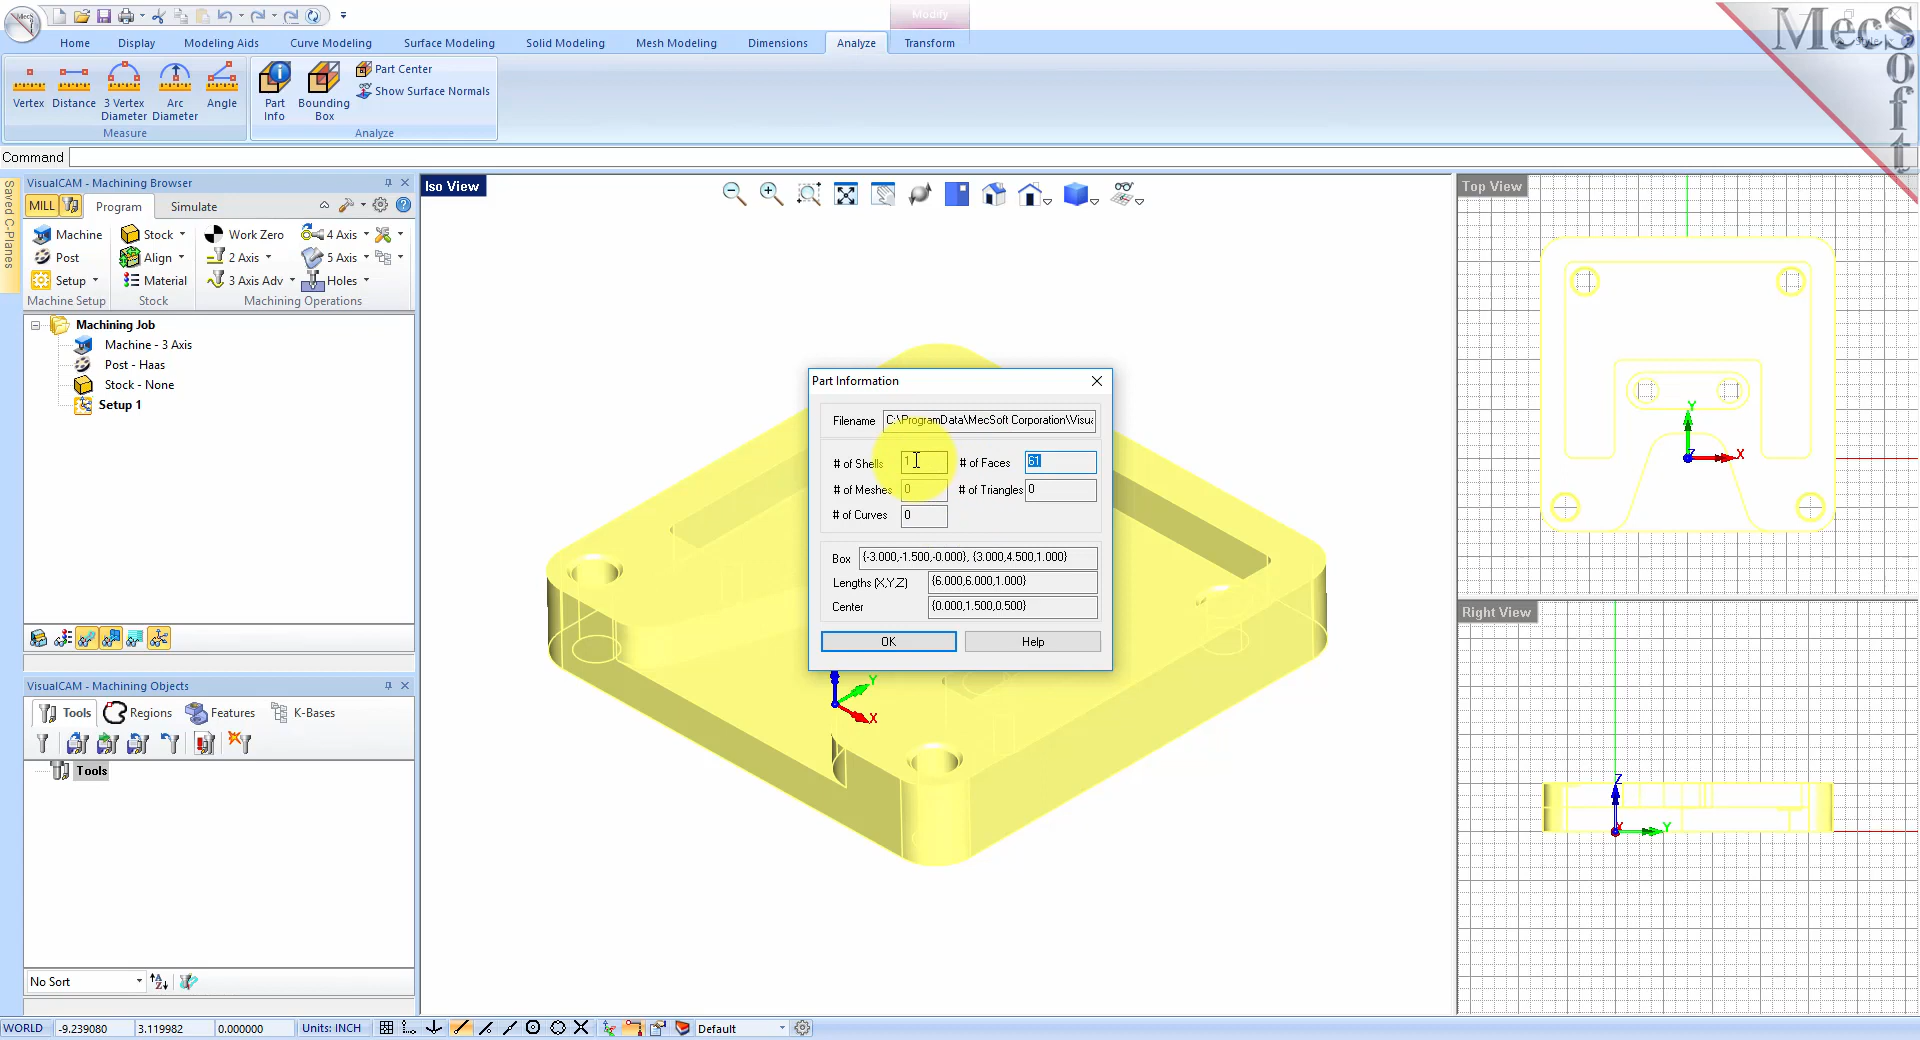 Modify
MecSoft
Home Display Modeling Aids Curve Modeling Surface Modeling Solid Modeling Mesh Modeling Dimensions Analyze Transform
Vertex Distance 3 Vertex Diameter Arc Diameter Angle
Measure
Part Info Bounding Box Part Center
Show Surface Normals
Analyze
Command
Saved C-Planes
VisualCAM - Machining Browser
MILL Program Simulate
Machine Stock Work Zero 4 Axis
Post Align 2 Axis 5 Axis
Setup Material 3 Axis Adv Holes
Machine Setup Stock Machining Operations
Machining Job
Machine - 3 Axis
Post - Haas
Stock - None
Setup 1
VisualCAM - Machining Objects
Tools Regions Features K-Bases
Tools
No Sort
Iso View
Top View
Y
X
Z
Right View
Z
X
Y
Part Information
Filename C:\ProgramData\MecSoft Corporation\Visu
# of Shells 1 # of Faces 61
# of Meshes 0 # of Triangles 0
# of Curves 0
Box {-3.000,-1.500,-0.000}, {3.000,4.500,1.000}
Lengths (X,Y,Z) {6.000,6.000,1.000}
Center {0.000,1.500,0.500}
OK Help
Y
X
WORLD -9.239080 3.119982 0.000000 Units: INCH Default